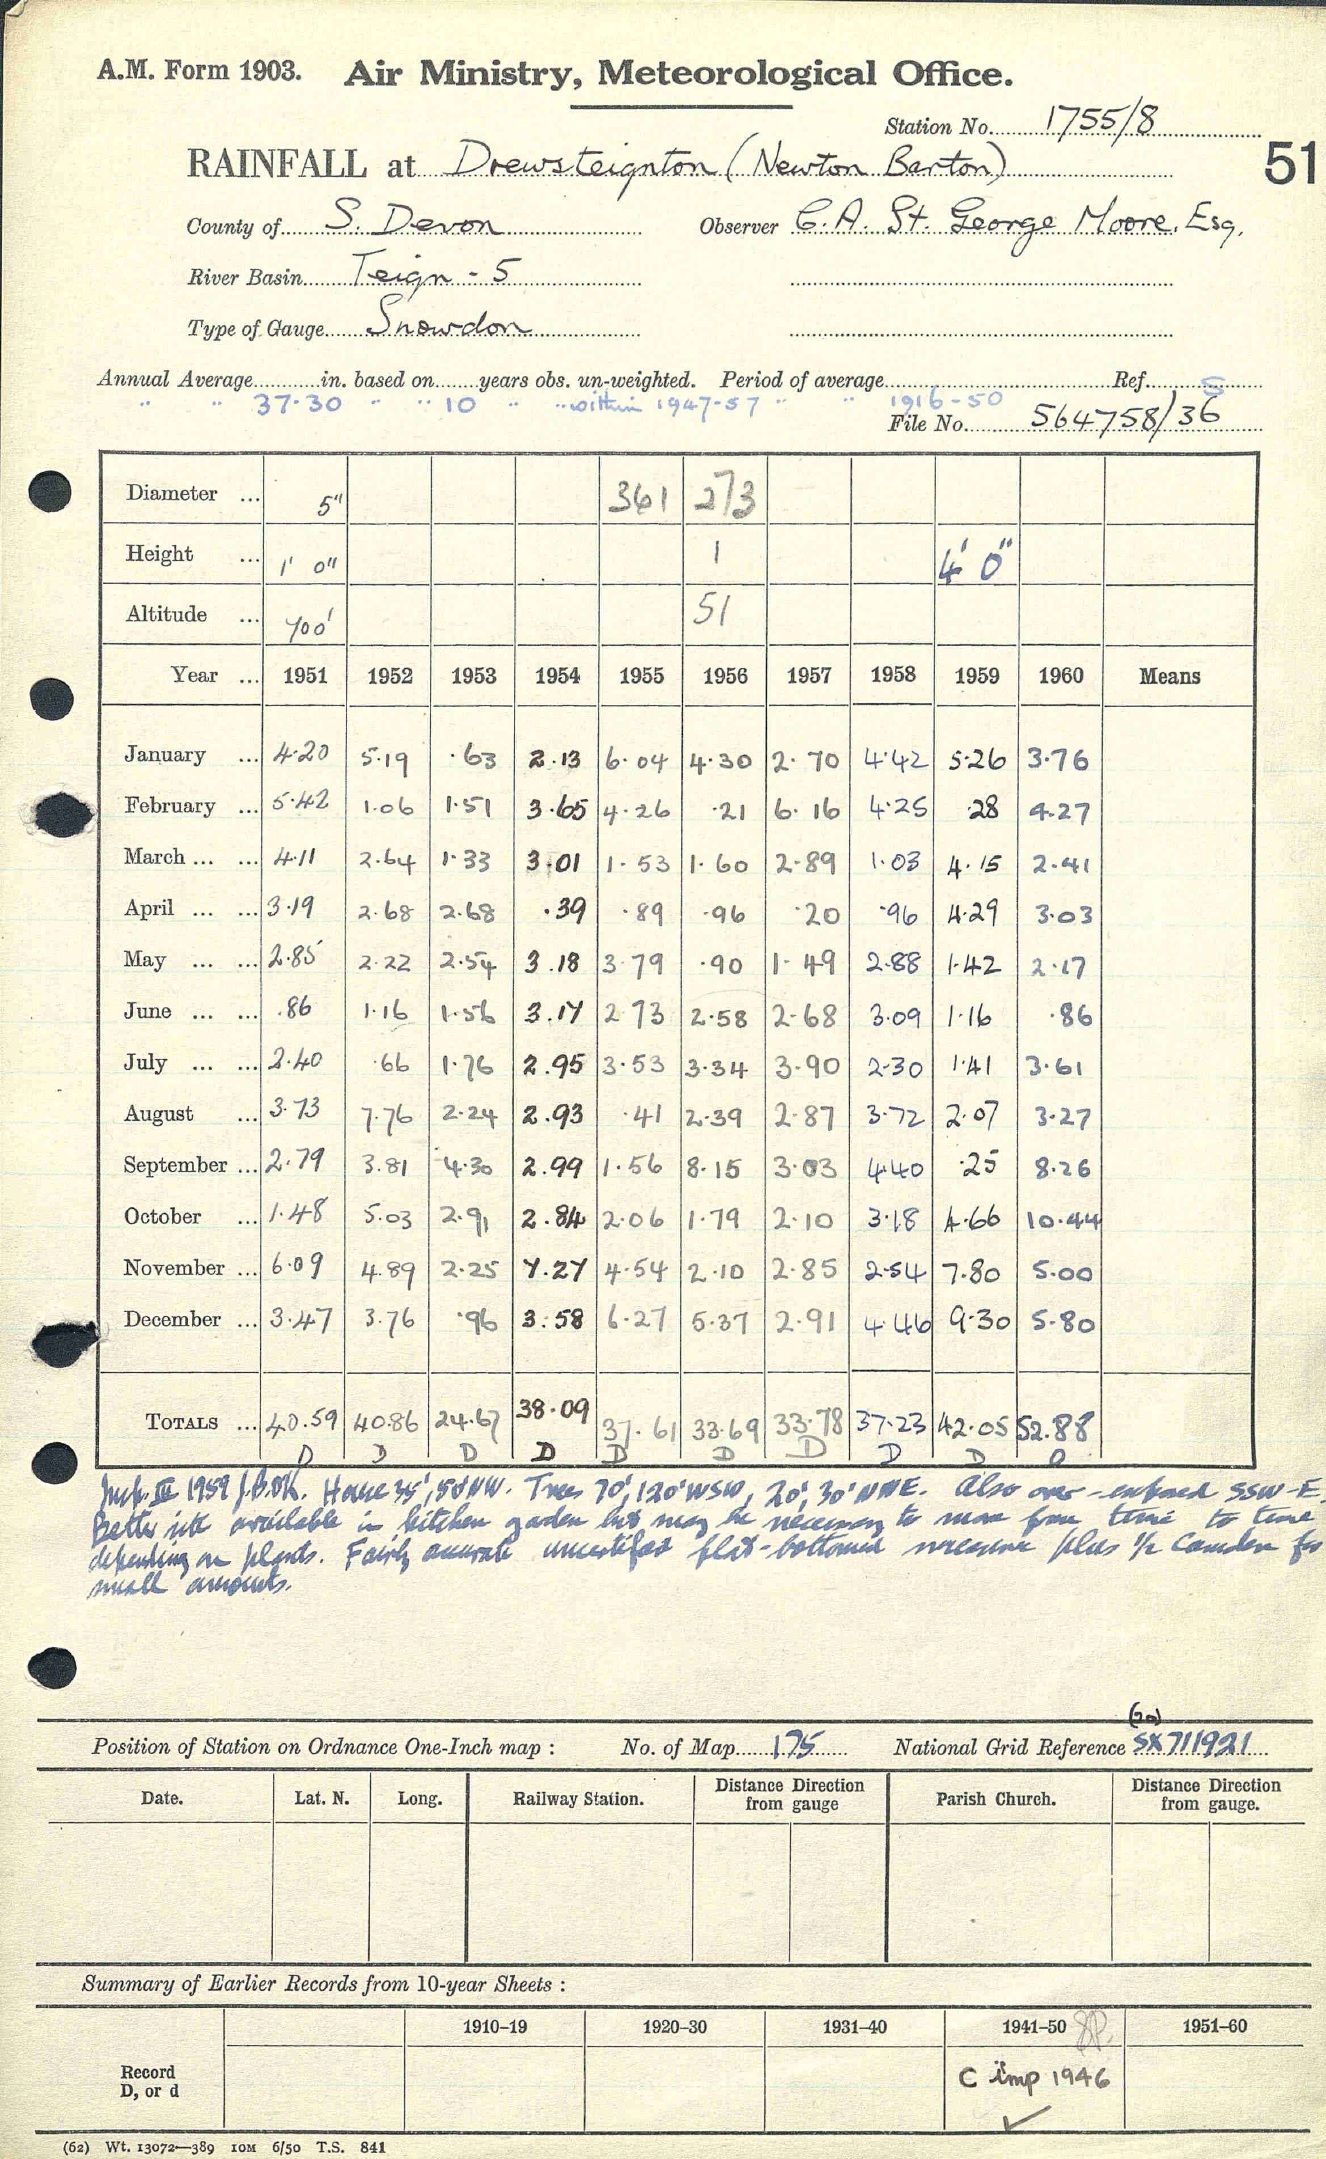 A.M. Form 1903. Air Ministry, Meteorological Office.
Station No. 1755/8
RAINFALL at Drewsteignton (Newton Barton) 51
County of S. Devon Observer C. A. St. George Moore, Esq.
River Basin Teign - 5
Type of Gauge Snowdon
Annual Average in. based on years obs. un-weighted. Period of average Ref. S
" " 37.30 " " 10 " " within 1947-57 " " 1916-50
File No. 564758/36
Diameter ... 5" 361 273
Height ... 1' 0" 1 4' 0"
Altitude ... 700' 51
Year ... 1951 1952 1953 1954 1955 1956 1957 1958 1959 1960 Means
January ... 4.20 5.19 .63 2.13 6.04 4.30 2.70 4.42 5.26 3.76
February ... 5.42 1.06 1.51 3.65 4.26 .21 6.16 4.25 .28 4.27
March ... ... 4.11 2.64 1.33 3.01 1.53 1.60 2.89 1.03 4.15 2.41
April ... ... 3.19 2.68 2.68 .39 .89 .96 .20 .96 4.29 3.03
May ... ... 2.85 2.22 2.54 3.18 3.79 .90 1.49 2.88 1.42 2.17
June ... ... .86 1.16 1.56 3.17 2.73 2.58 2.68 3.09 1.16 .86
July ... ... 2.40 .66 1.76 2.95 3.53 3.34 3.90 2.30 1.41 3.61
August ... 3.73 7.76 2.24 2.93 .41 2.39 2.87 3.72 2.07 3.27
September ... 2.79 3.81 4.30 2.99 1.56 8.15 3.03 4.40 .25 8.26
October ... 1.48 5.03 2.91 2.84 2.06 1.79 2.10 3.18 4.66 10.44
November ... 6.09 4.89 2.25 7.27 4.54 2.10 2.85 2.54 7.80 5.00
December ... 3.47 3.76 .96 3.58 6.27 5.37 2.91 4.46 9.30 5.80
TOTALS ... 40.59 40.86 24.67 38.09 37.61 33.69 33.78 37.23 42.05 52.88
D D D D D D D D D D
Insp. III 1959 House 35', 50' NW. Trees 70', 120' WSW, 20', 30' NNE. Also over-exposed SSW-E.
Better site available in kitchen garden but may be necessary to move from time to time
depending on plants. Fairly accurate uncertified flat-bottomed measure plus ½ Camden for
small amounts.
(20)
Position of Station on Ordnance One-Inch map : No. of Map 175 National Grid Reference SX 711921
Date. Lat. N. Long. Railway Station. Distance Direction from gauge Parish Church. Distance Direction from gauge.
Summary of Earlier Records from 10-year Sheets :
1910–19 1920–30 1931–40 1941–50 1951–60
Record
D, or d
C imp 1946
(62) Wt. 13072—389 10M 6/50 T.S. 841